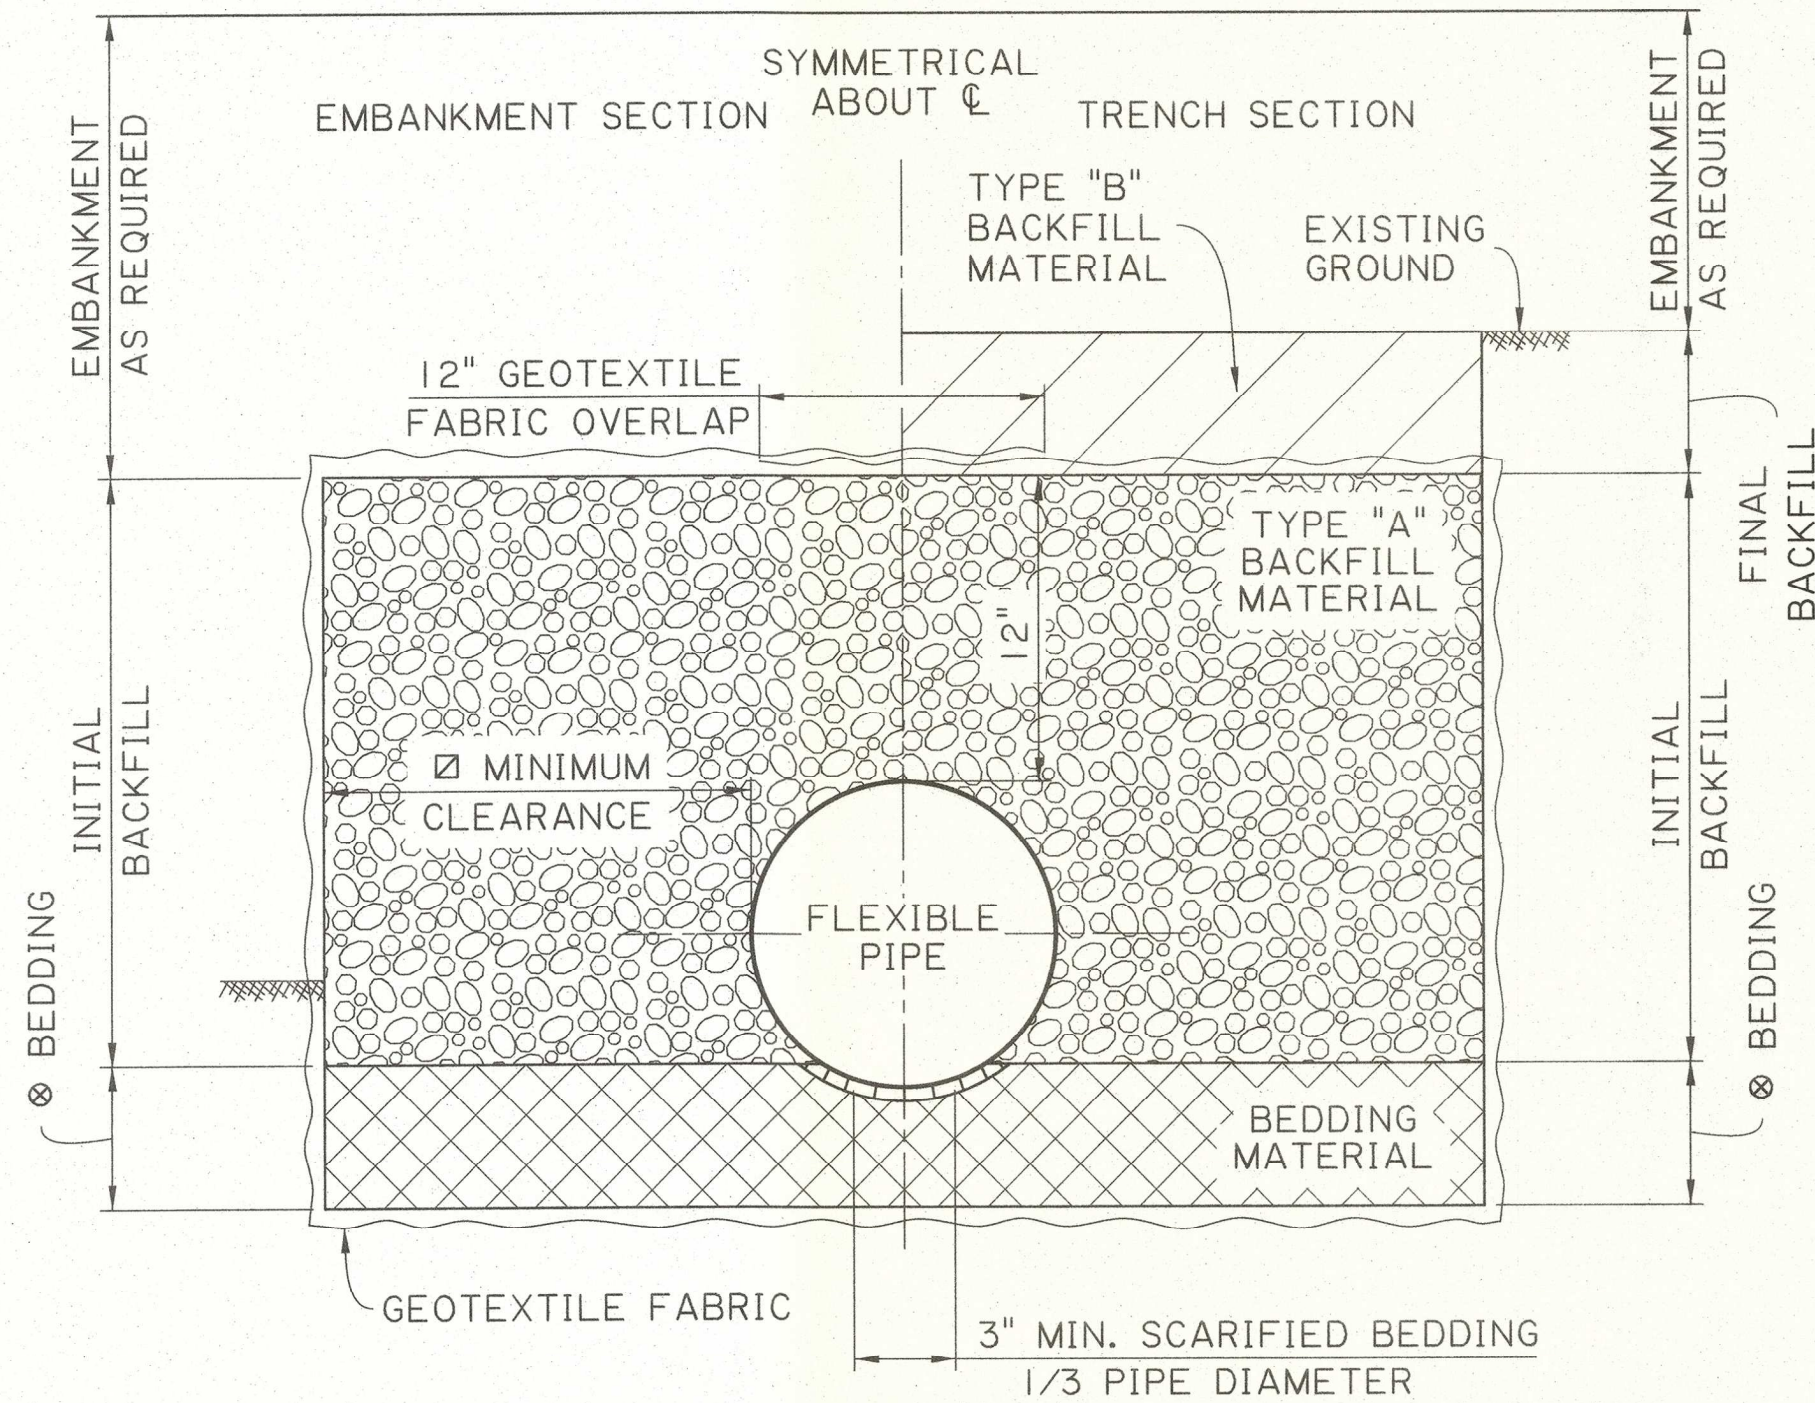 SYMMETRICAL
ABOUT ℄
EMBANKMENT SECTION
TRENCH SECTION
EMBANKMENT
AS REQUIRED
EMBANKMENT
AS REQUIRED
TYPE "B"
BACKFILL
MATERIAL
EXISTING
GROUND
12" GEOTEXTILE
FABRIC OVERLAP
TYPE "A"
BACKFILL
MATERIAL
12"
FINAL
BACKFILL
INITIAL
BACKFILL
⍁ MINIMUM
CLEARANCE
INITIAL
BACKFILL
FLEXIBLE
PIPE
⊗ BEDDING
⊗ BEDDING
BEDDING
MATERIAL
GEOTEXTILE FABRIC
3" MIN. SCARIFIED BEDDING
1/3 PIPE DIAMETER